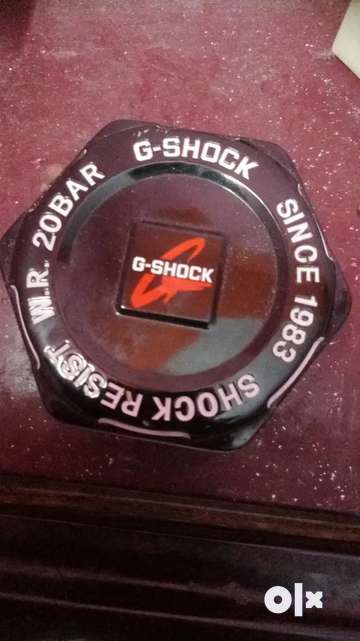 G-SHOCK
SINCE 1983
SHOCK RESIST
W.R. 20BAR
G-SHOCK
olx